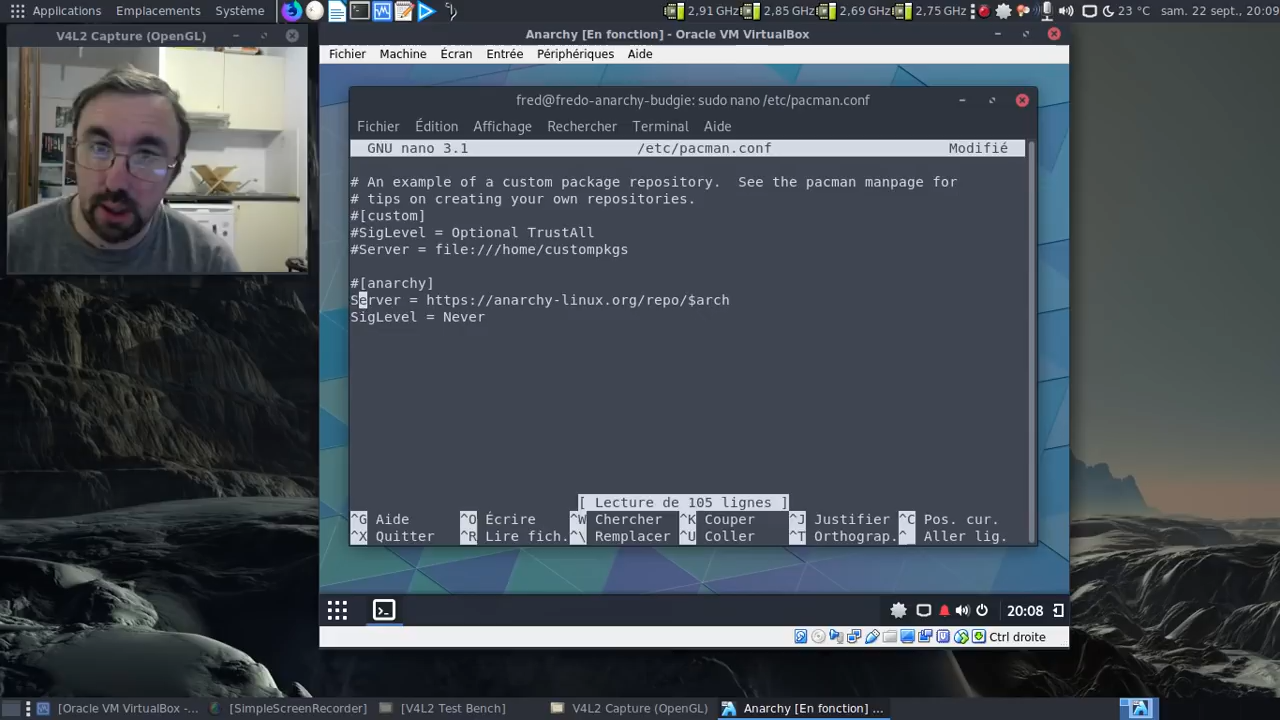 Applications Emplacements Système
2,91 GHz 2,85 GHz 2,69 GHz 2,75 GHz 23 °C sam. 22 sept., 20:09
V4L2 Capture (OpenGL)
Anarchy [En fonction] - Oracle VM VirtualBox
Fichier Machine Écran Entrée Périphériques Aide
fred@fredo-anarchy-budgie: sudo nano /etc/pacman.conf
Fichier Édition Affichage Rechercher Terminal Aide
GNU nano 3.1 /etc/pacman.conf Modifié
# An example of a custom package repository.  See the pacman manpage for
# tips on creating your own repositories.
#[custom]
#SigLevel = Optional TrustAll
#Server = file:///home/custompkgs
#[anarchy]
Server = https://anarchy-linux.org/repo/$arch
SigLevel = Never
[ Lecture de 105 lignes ]
^G Aide ^O Écrire ^W Chercher ^K Couper ^J Justifier ^C Pos. cur.
^X Quitter ^R Lire fich. ^\ Remplacer ^U Coller ^T Orthograp. ^_ Aller lig.
20:08
Ctrl droite
[Oracle VM VirtualBox -... [SimpleScreenRecorder] [V4L2 Test Bench] V4L2 Capture (OpenGL) Anarchy [En fonction] ...